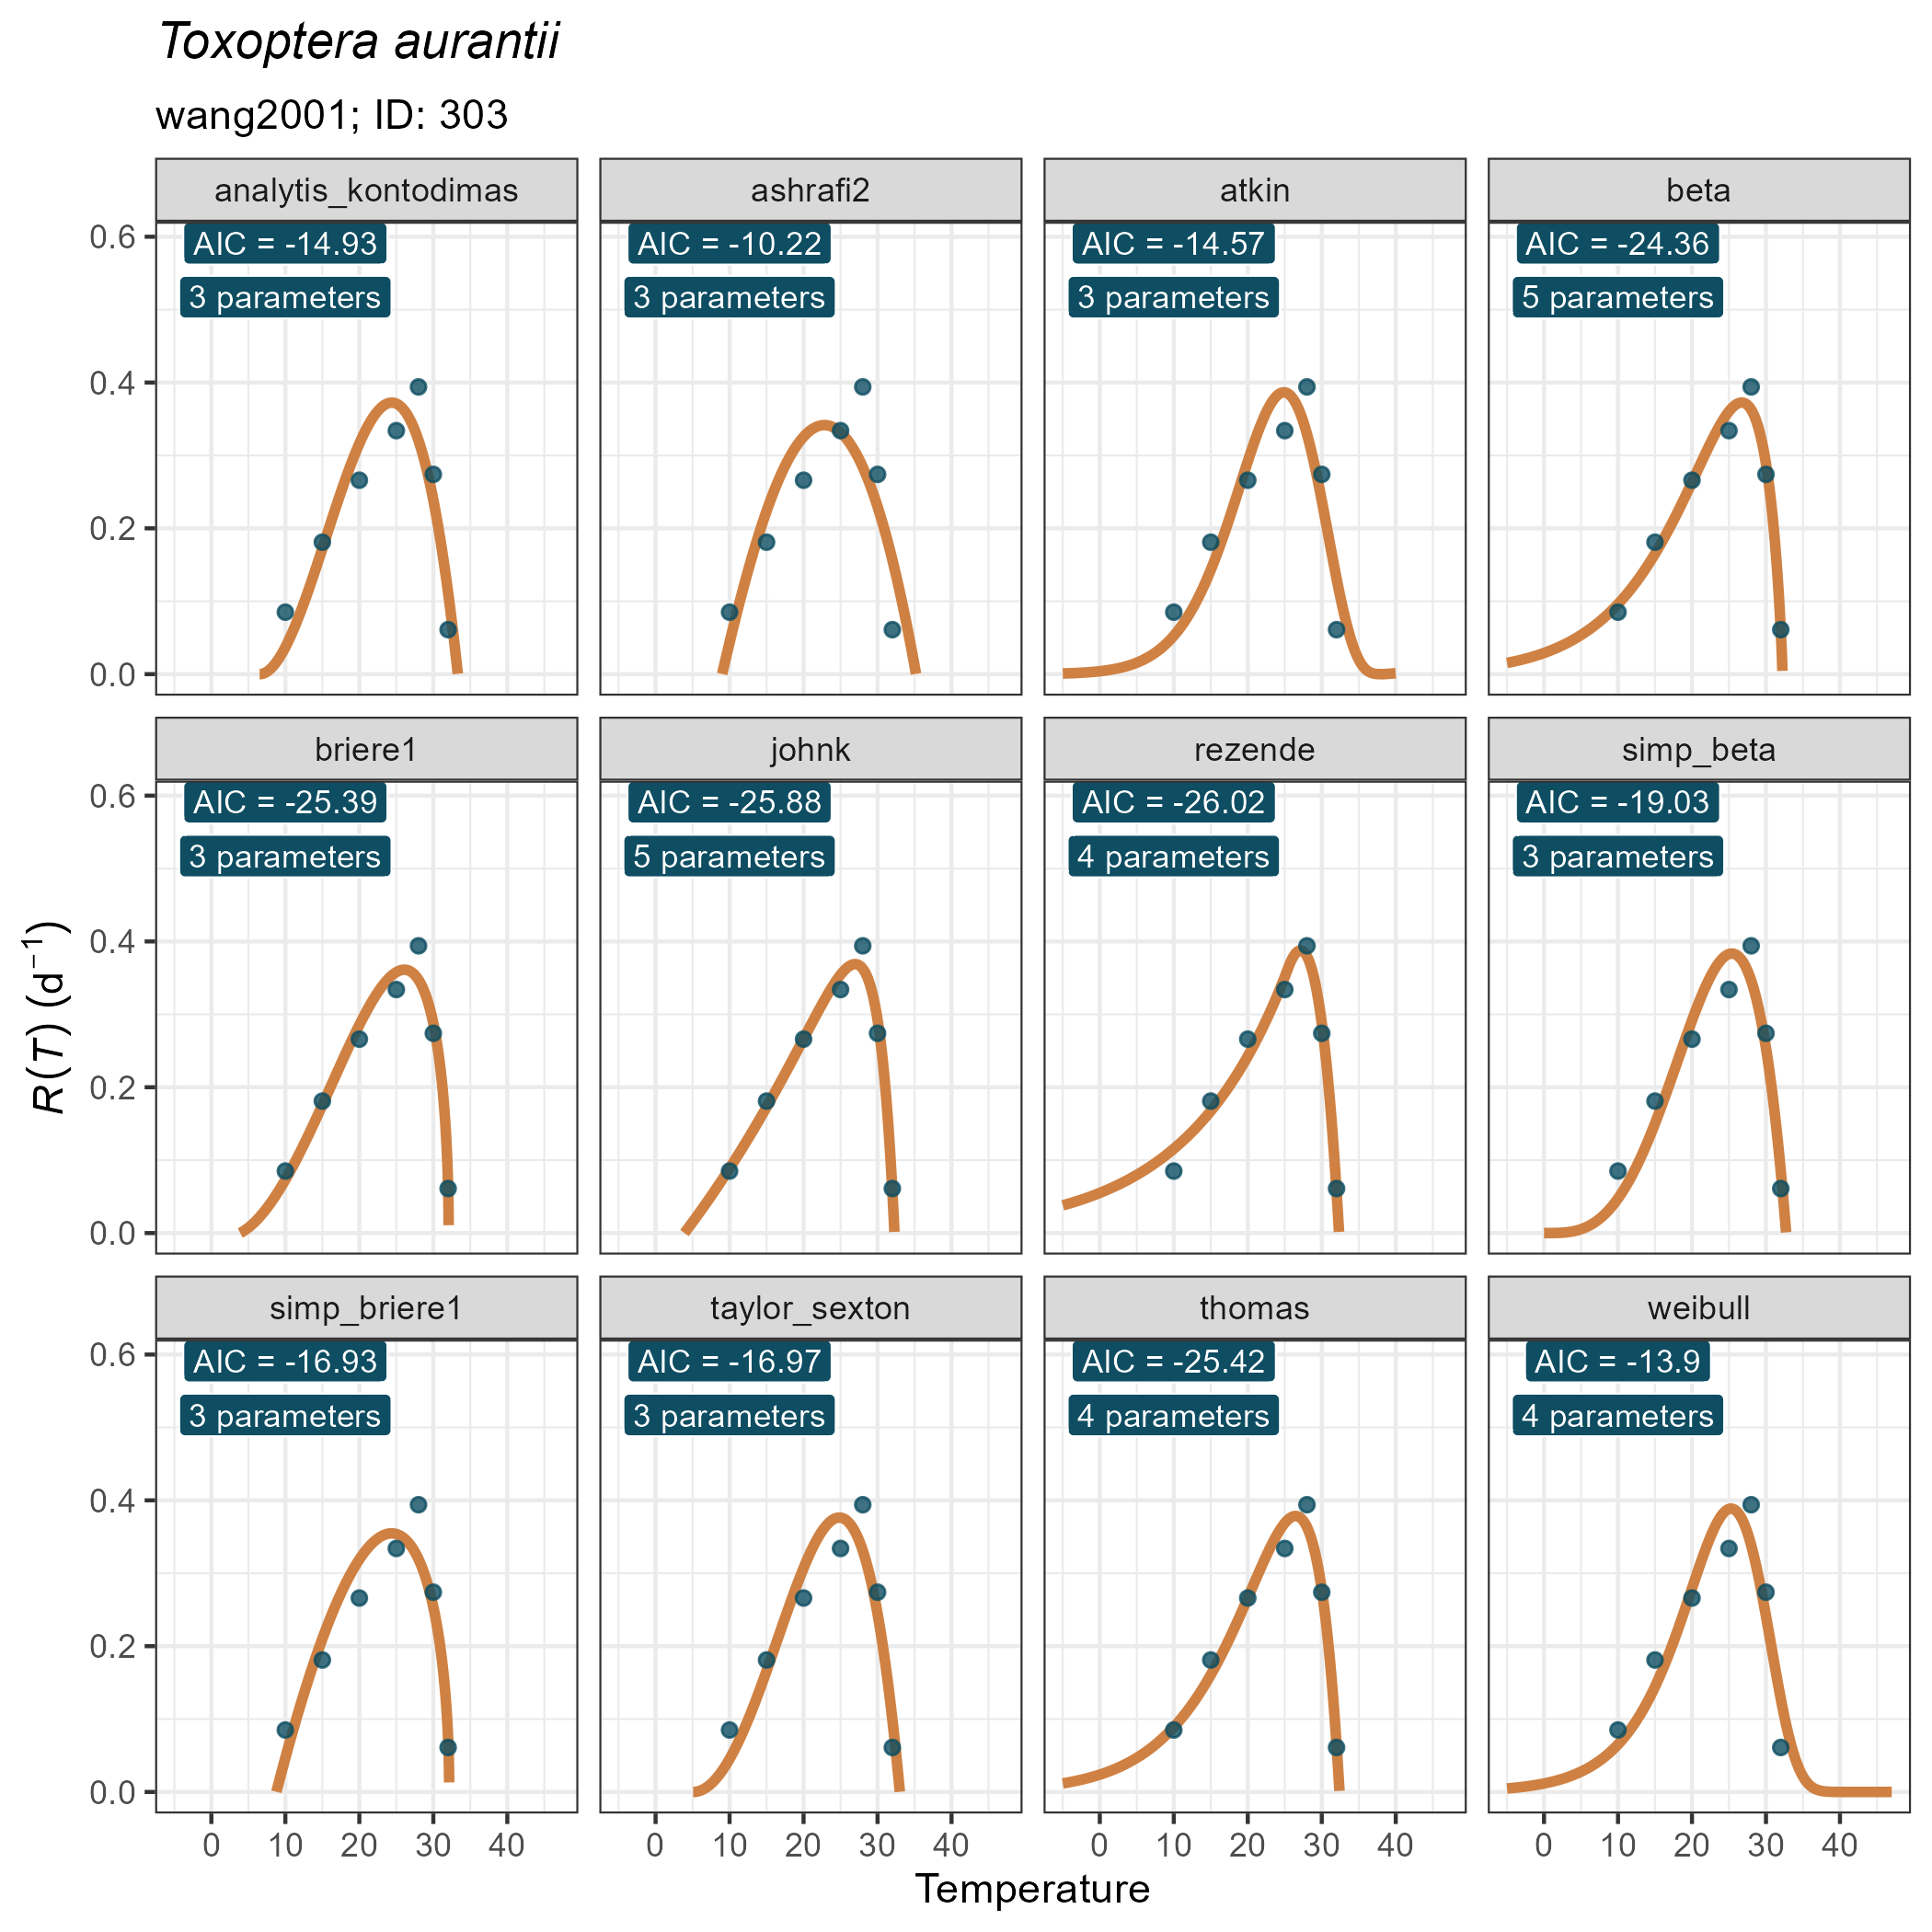 Toxoptera aurantii
wang2001; ID: 303
analytis_kontodimas
ashrafi2
atkin
beta
AIC = -14.93
3 parameters
AIC = -10.22
3 parameters
AIC = -14.57
3 parameters
AIC = -24.36
5 parameters
0.6
0.4
0.2
0.0
briere1
johnk
rezende
simp_beta
AIC = -25.39
3 parameters
AIC = -25.88
5 parameters
AIC = -26.02
4 parameters
AIC = -19.03
3 parameters
0.6
0.4
0.2
0.0
R(T) (d⁻¹)
simp_briere1
taylor_sexton
thomas
weibull
AIC = -16.93
3 parameters
AIC = -16.97
3 parameters
AIC = -25.42
4 parameters
AIC = -13.9
4 parameters
0.6
0.4
0.2
0.0
0 10 20 30 40
0 10 20 30 40
0 10 20 30 40
0 10 20 30 40
Temperature